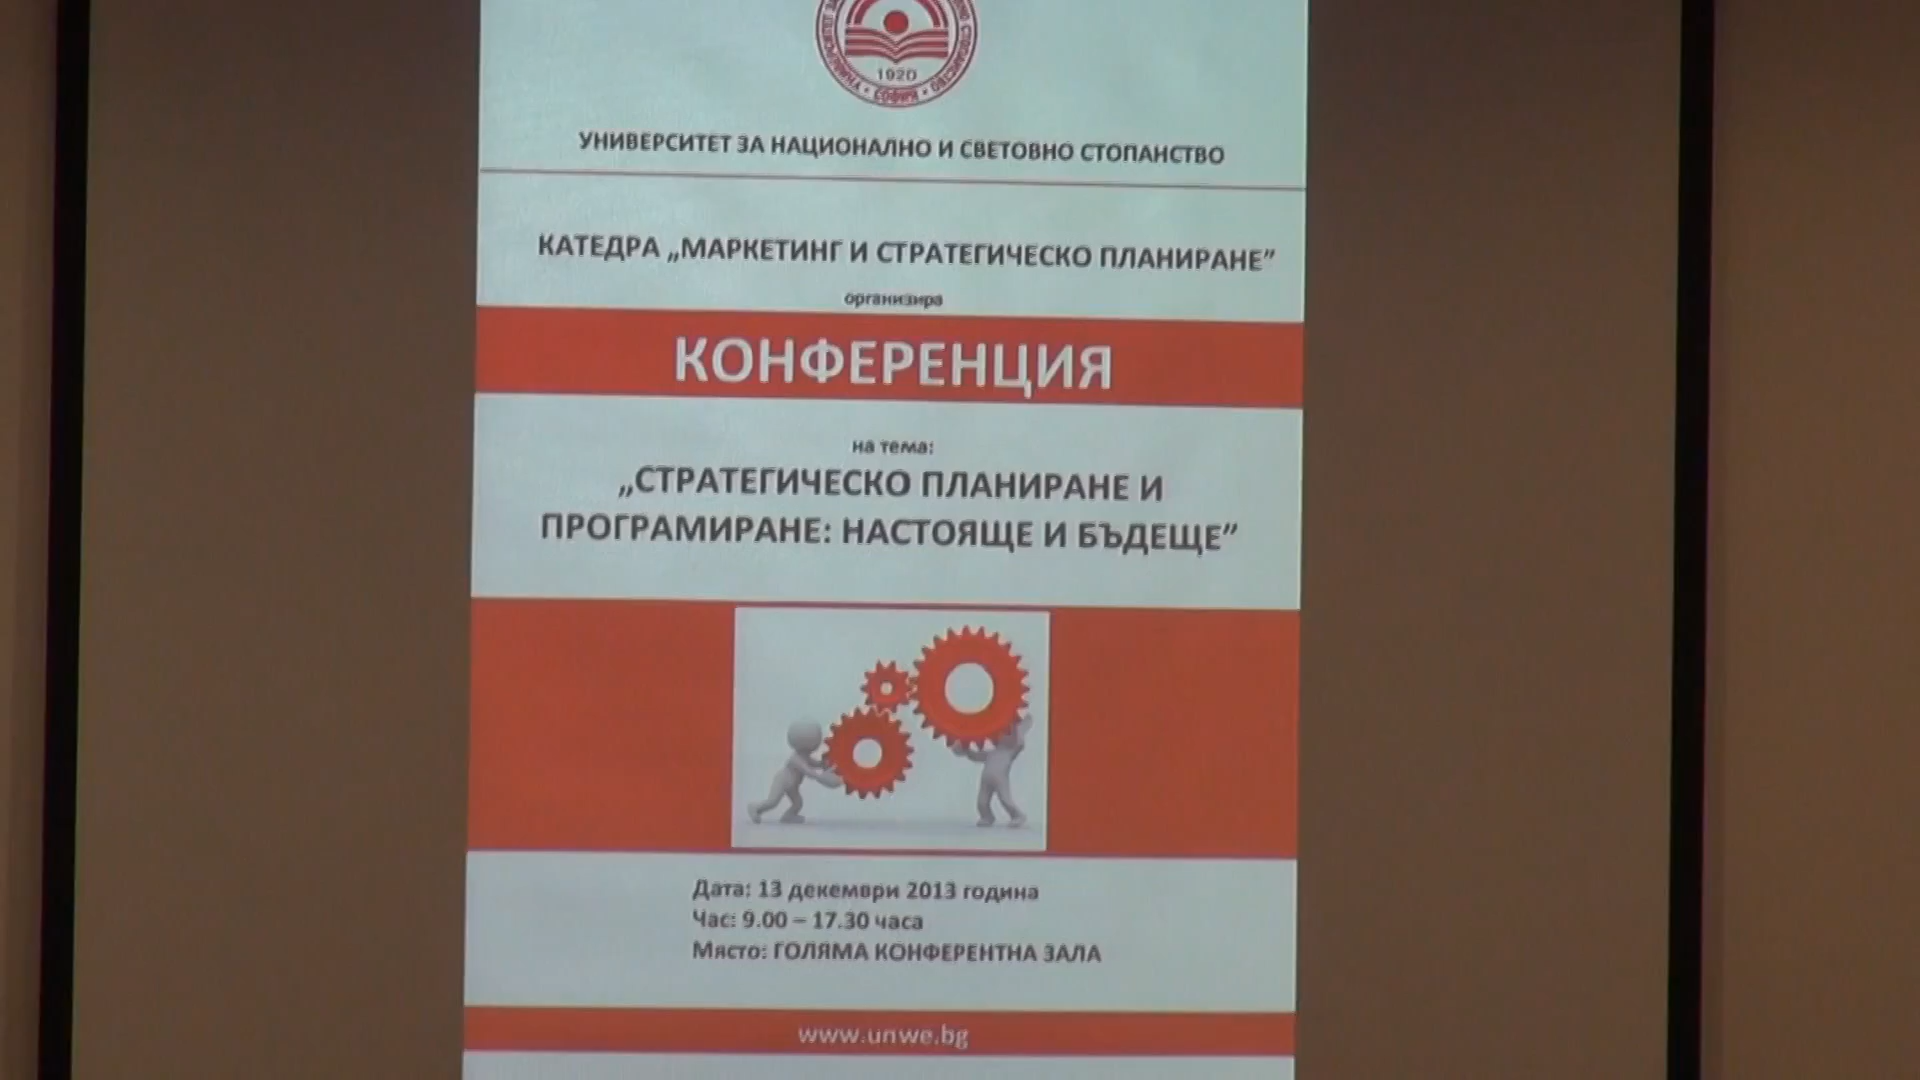 1920
СОФИЯ
УНИВЕРСИТЕТ ЗА НАЦИОНАЛНО И СВЕТОВНО СТОПАНСТВО
КАТЕДРА „МАРКЕТИНГ И СТРАТЕГИЧЕСКО ПЛАНИРАНЕ”
организира
КОНФЕРЕНЦИЯ
на тема:
„СТРАТЕГИЧЕСКО ПЛАНИРАНЕ И
ПРОГРАМИРАНЕ: НАСТОЯЩЕ И БЪДЕЩЕ”
Дата: 13 декември 2013 година
Час: 9.00 – 17.30 часа
Място: ГОЛЯМА КОНФЕРЕНТНА ЗАЛА
www.unwe.bg